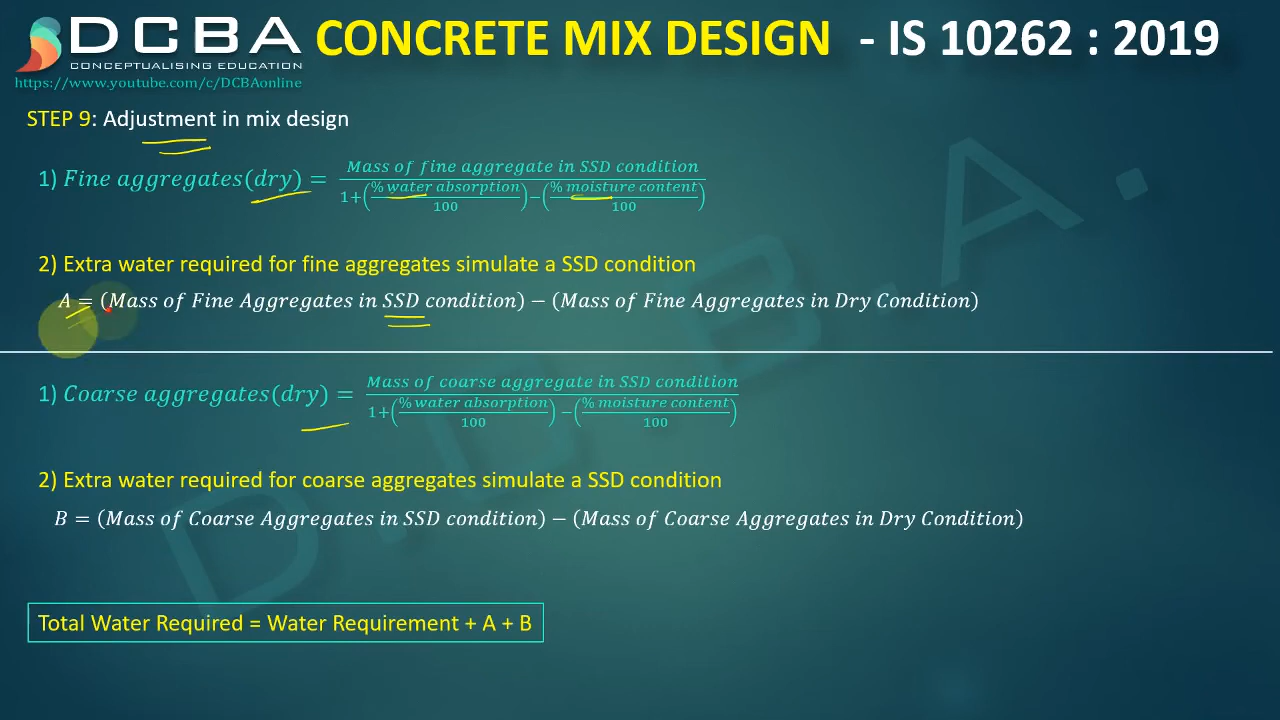 DCBA
CONCEPTUALISING EDUCATION
https://www.youtube.com/c/DCBAonline
CONCRETE MIX DESIGN - IS 10262 : 2019
STEP 9: Adjustment in mix design
1) Fine aggregates(dry) = Mass of fine aggregate in SSD condition / 1+(% water absorption / 100)−(% moisture content / 100)
2) Extra water required for fine aggregates simulate a SSD condition
A = (Mass of Fine Aggregates in SSD condition) − (Mass of Fine Aggregates in Dry Condition)
1) Coarse aggregates(dry) = Mass of coarse aggregate in SSD condition / 1+(% water absorption / 100) −(% moisture content / 100)
2) Extra water required for coarse aggregates simulate a SSD condition
B = (Mass of Coarse Aggregates in SSD condition) − (Mass of Coarse Aggregates in Dry Condition)
Total Water Required = Water Requirement + A + B
D.C.B.A.